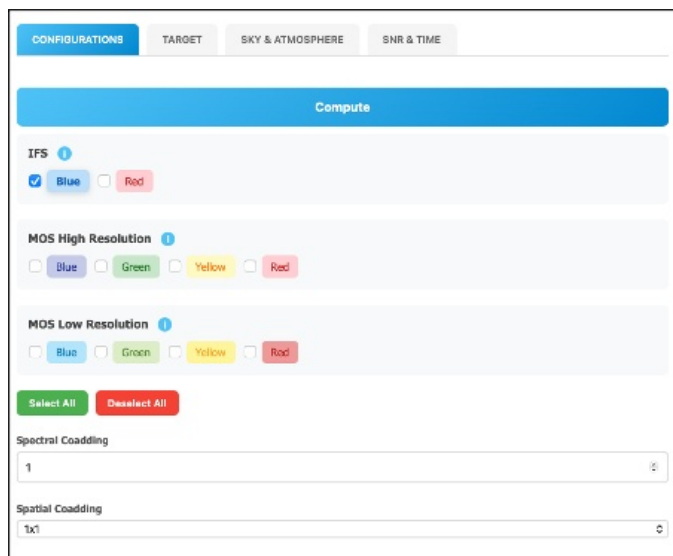 CONFIGURATIONS TARGET SKY & ATMOSPHERE SNR & TIME
Compute
IFS i
Blue Red
MOS High Resolution i
Blue Green Yellow Red
MOS Low Resolution i
Blue Green Yellow Red
Select All Deselect All
Spectral Coadding
1
Spatial Coadding
1x1